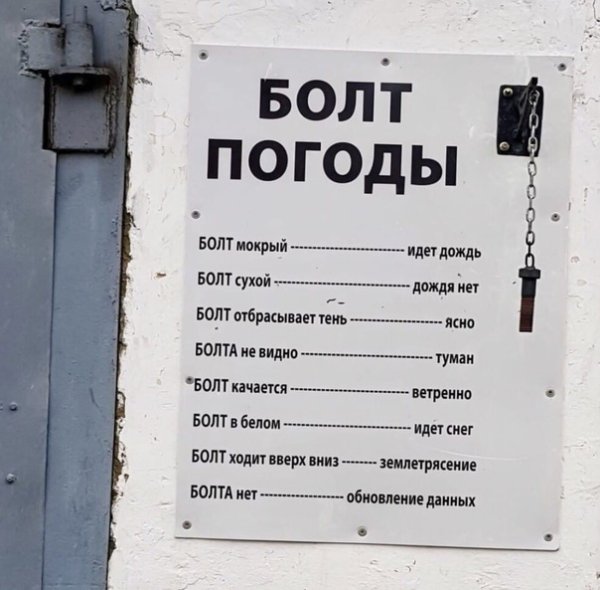 БОЛТ
ПОГОДЫ
БОЛТ мокрый --------------------------- идет дождь
БОЛТ сухой --------------------------------- дождя нет
БОЛТ отбрасывает тень ---------------------- ясно
БОЛТА не видно -------------------------------- туман
БОЛТ качается ----------------------------- ветренно
БОЛТ в белом ------------------------------- идет снег
БОЛТ ходит вверх вниз -------- землетрясение
БОЛТА нет -------------------- обновление данных